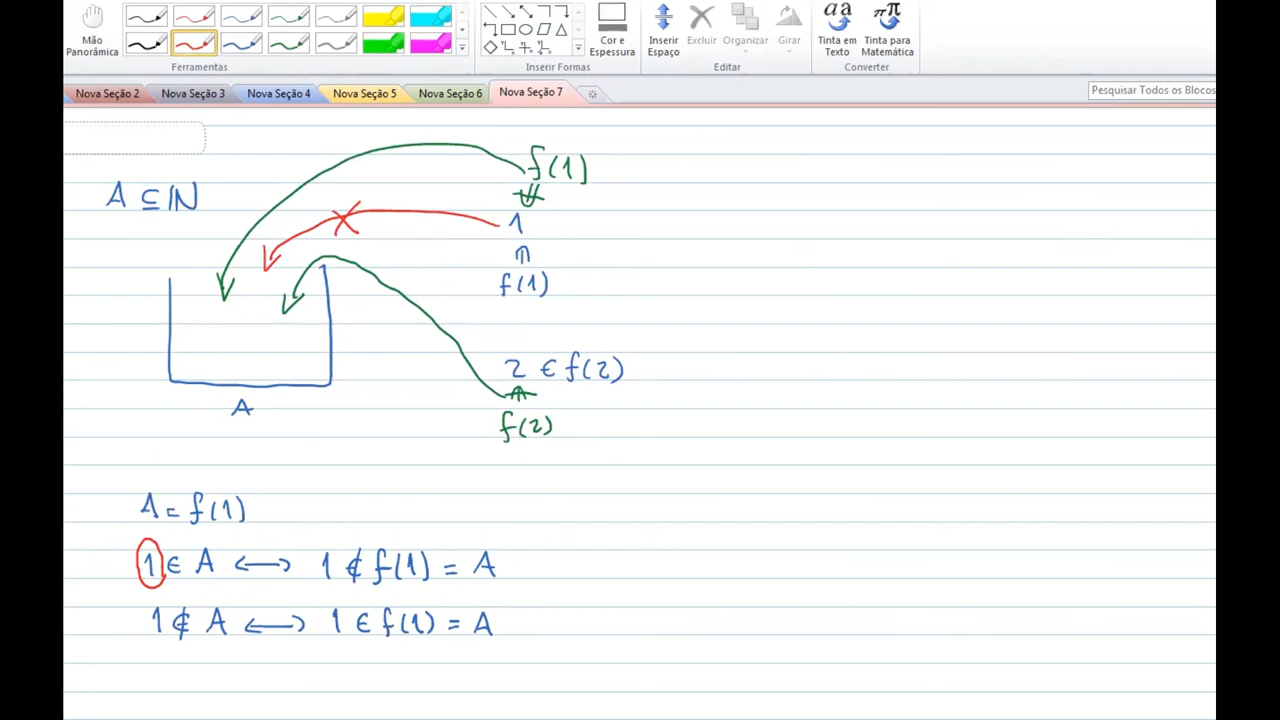 Mão Panorâmica
Ferramentas
Inserir Formas
Cor e Espessura
Inserir Espaço
Excluir
Organizar
Girar
Editar
aa
Tinta em Texto
ππ
Tinta para Matemática
Converter
Nova Seção 2 Nova Seção 3 Nova Seção 4 Nova Seção 5 Nova Seção 6 Nova Seção 7
Pesquisar Todos os Blocos
f(1)
A ⊆ ℕ
1
f(1)
2 ∈ f(2)
A
f(2)
A = f(1)
1 ∈ A ⟷ 1 ∉ f(1) = A
1 ∉ A ⟷ 1 ∈ f(1) = A